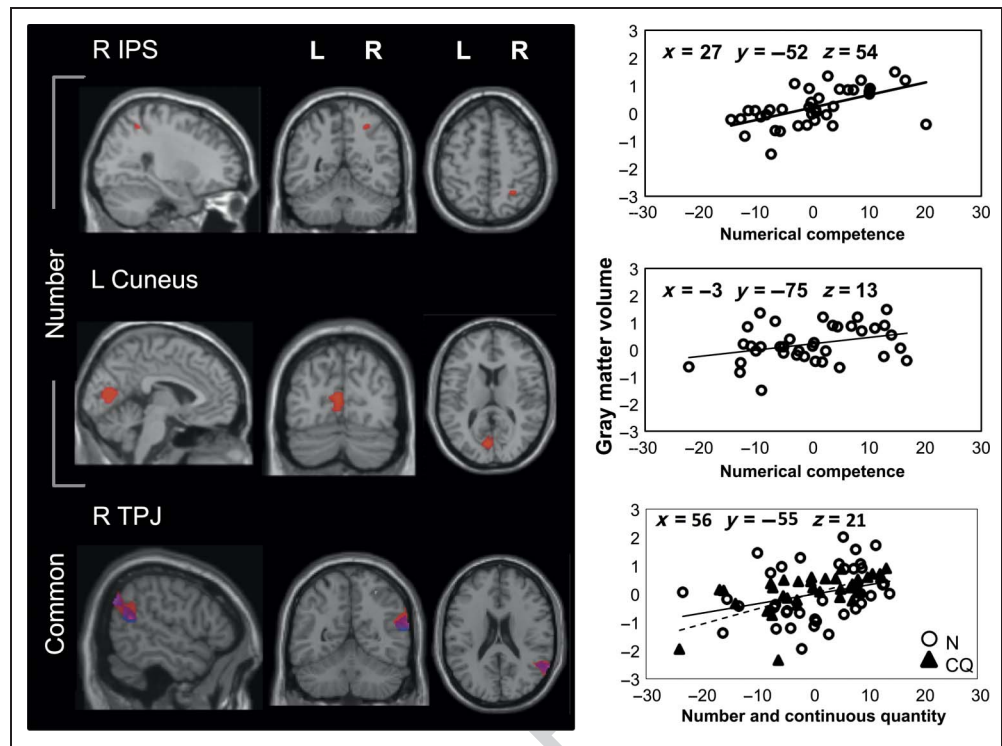 R IPS
L R L R
Number
L Cuneus
R TPJ
Common
x = 27 y = −52 z = 54
3
2
1
0
−1
−2
−3
−30 −20 −10 0 10 20 30
Numerical competence
Gray matter volume
x = −3 y = −75 z = 13
3
2
1
0
−1
−2
−3
−30 −20 −10 0 10 20 30
Numerical competence
x = 56 y = −55 z = 21
3
2
1
0
−1
−2
−3
N
CQ
−30 −20 −10 0 10 20 30
Number and continuous quantity